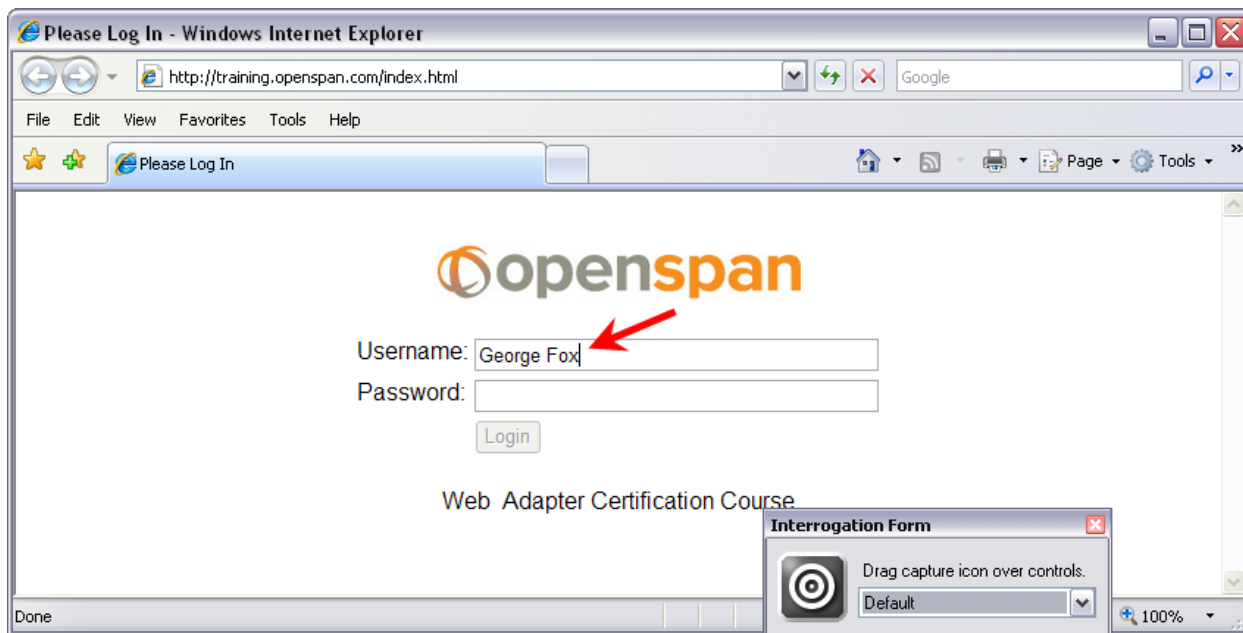 Please Log In - Windows Internet Explorer
http://training.openspan.com/index.html
Google
File Edit View Favorites Tools Help
Please Log In
Page Tools
openspan
Username: George Fox
Password:
Login
Web Adapter Certification Course
Interrogation Form
Drag capture icon over controls.
Default
Done
100%